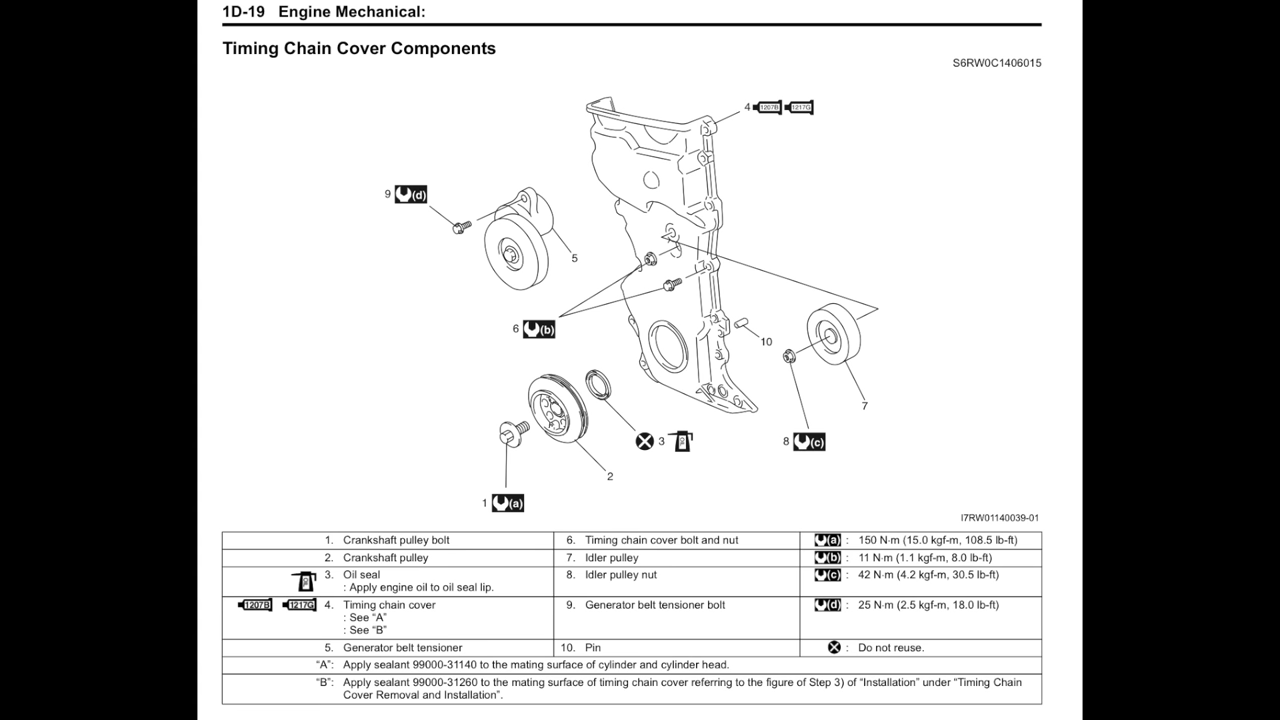 1D-19 Engine Mechanical:
Timing Chain Cover Components
S6RW0C1406015
4 1207B 1217G
9 (d)
5
6 (b)
10
7
3
8 (c)
2
1 (a)
I7RW01140039-01
1. Crankshaft pulley bolt 6. Timing chain cover bolt and nut (a) : 150 N·m (15.0 kgf-m, 108.5 lb-ft)
2. Crankshaft pulley 7. Idler pulley (b) : 11 N·m (1.1 kgf-m, 8.0 lb-ft)
3. Oil seal 8. Idler pulley nut (c) : 42 N·m (4.2 kgf-m, 30.5 lb-ft)
: Apply engine oil to oil seal lip.
1207B 1217G 4. Timing chain cover 9. Generator belt tensioner bolt (d) : 25 N·m (2.5 kgf-m, 18.0 lb-ft)
: See “A”
: See “B”
5. Generator belt tensioner 10. Pin : Do not reuse.
“A”: Apply sealant 99000-31140 to the mating surface of cylinder and cylinder head.
“B”: Apply sealant 99000-31260 to the mating surface of timing chain cover referring to the figure of Step 3) of “Installation” under “Timing Chain
Cover Removal and Installation”.